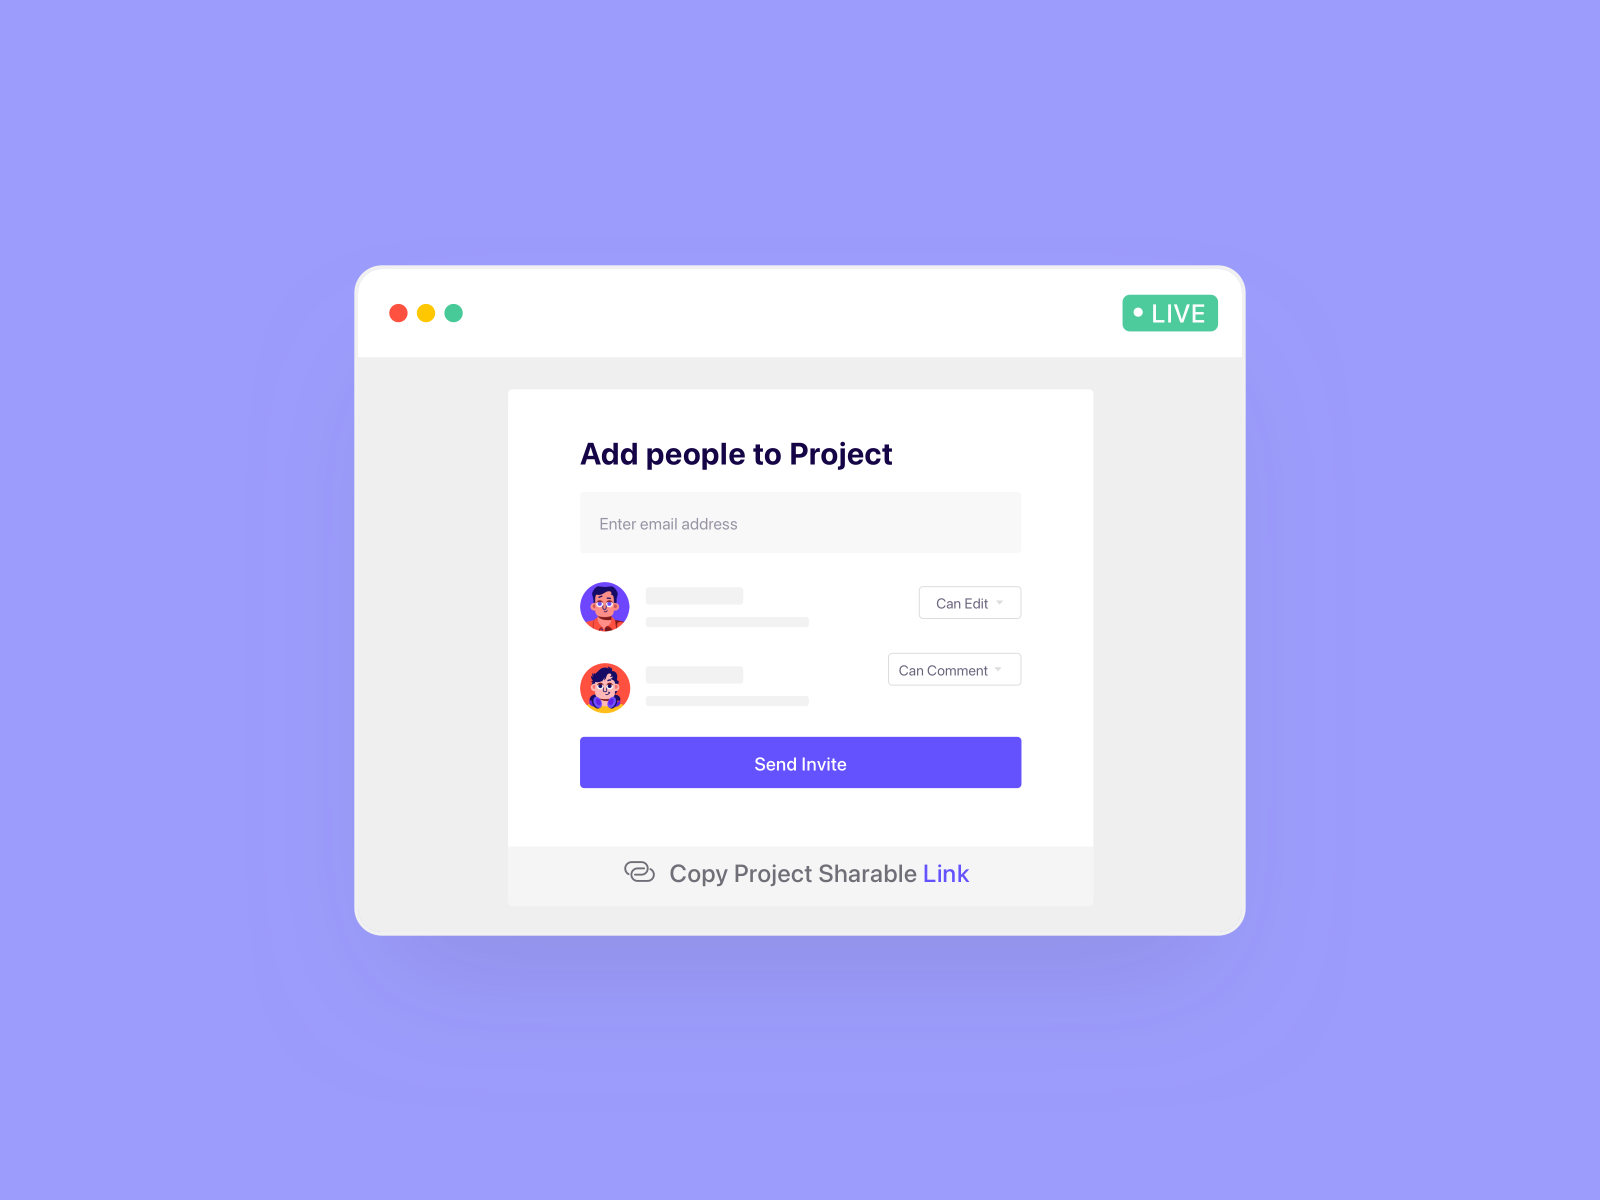 LIVE
Add people to Project
Enter email address
Can Edit
Can Comment
Send Invite
Copy Project Sharable Link